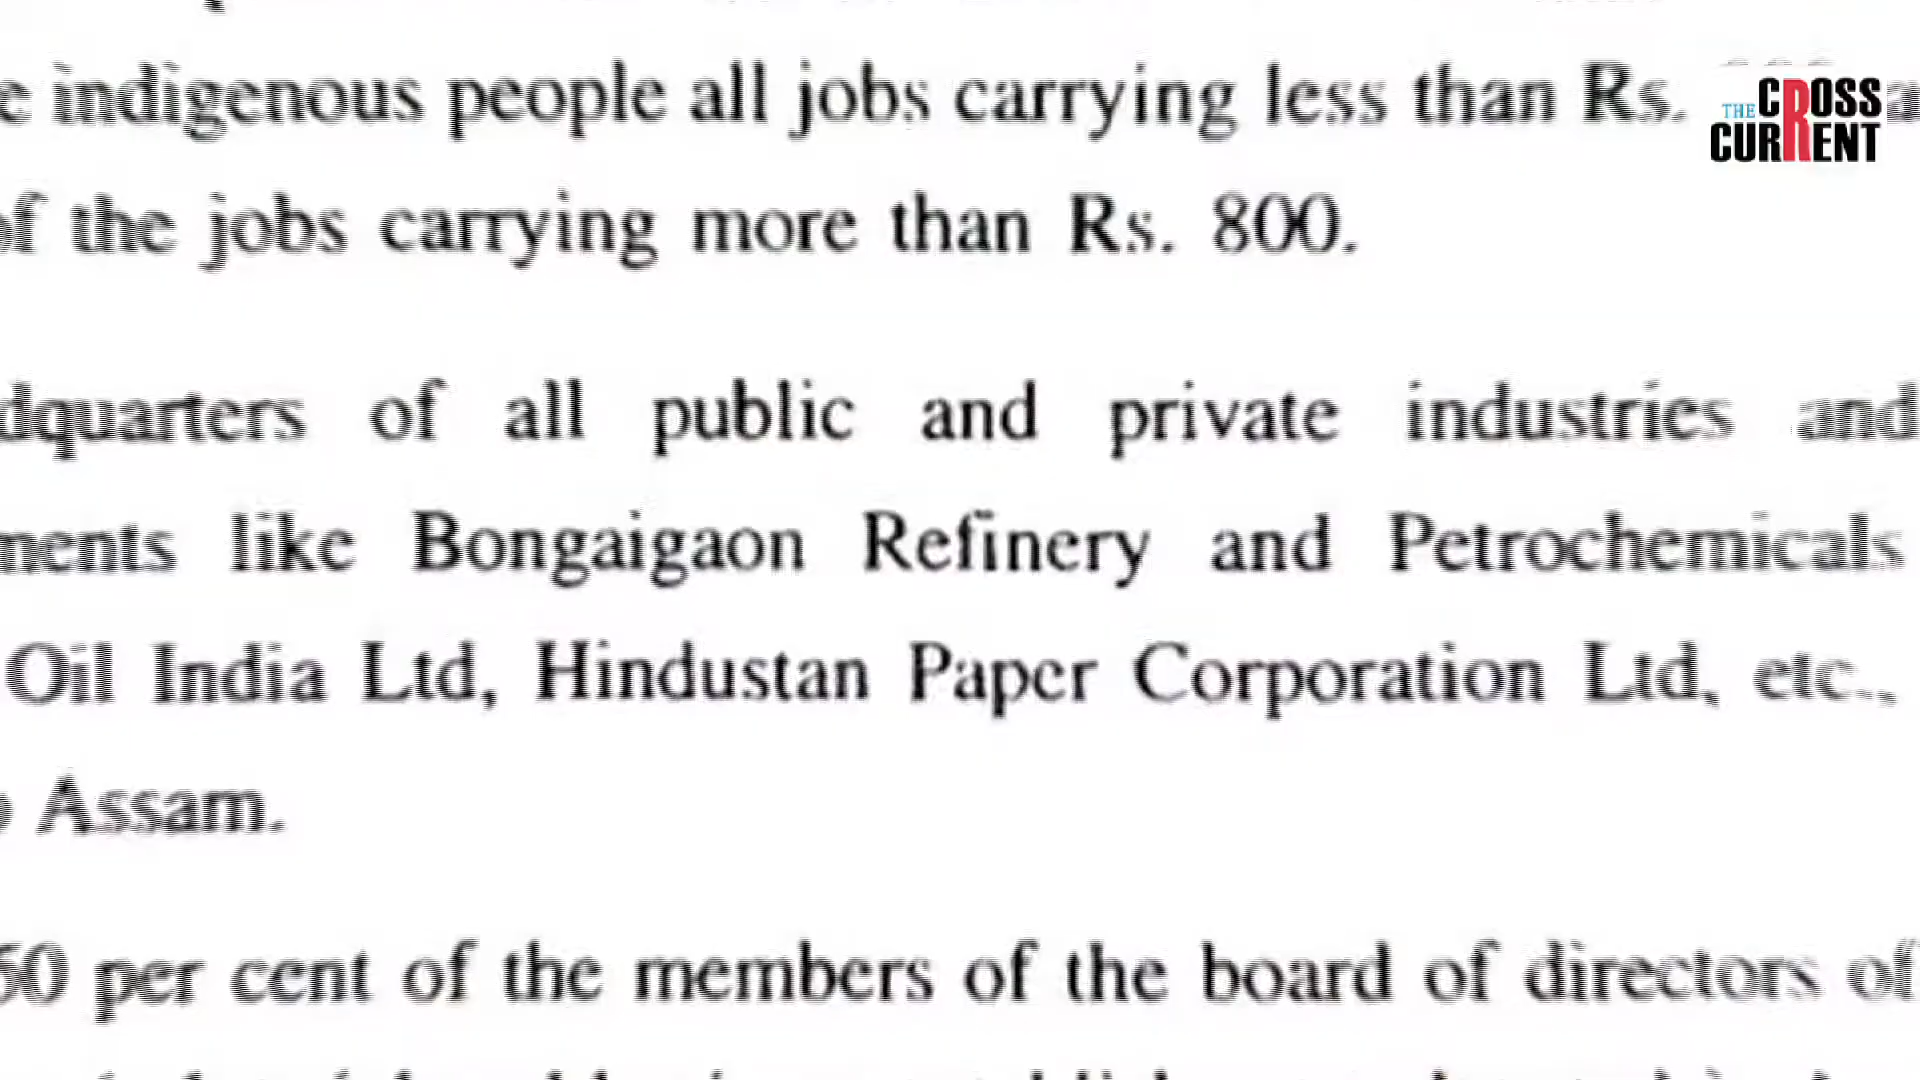 indigenous people all jobs carrying less than Rs.
of the jobs carrying more than Rs. 800.
dquarters of all public and private industries and
ments like Bongaigaon Refinery and Petrochemicals
Oil India Ltd, Hindustan Paper Corporation Ltd, etc.,
Assam.
per cent of the members of the board of directors of
THE CROSS
CURRENT